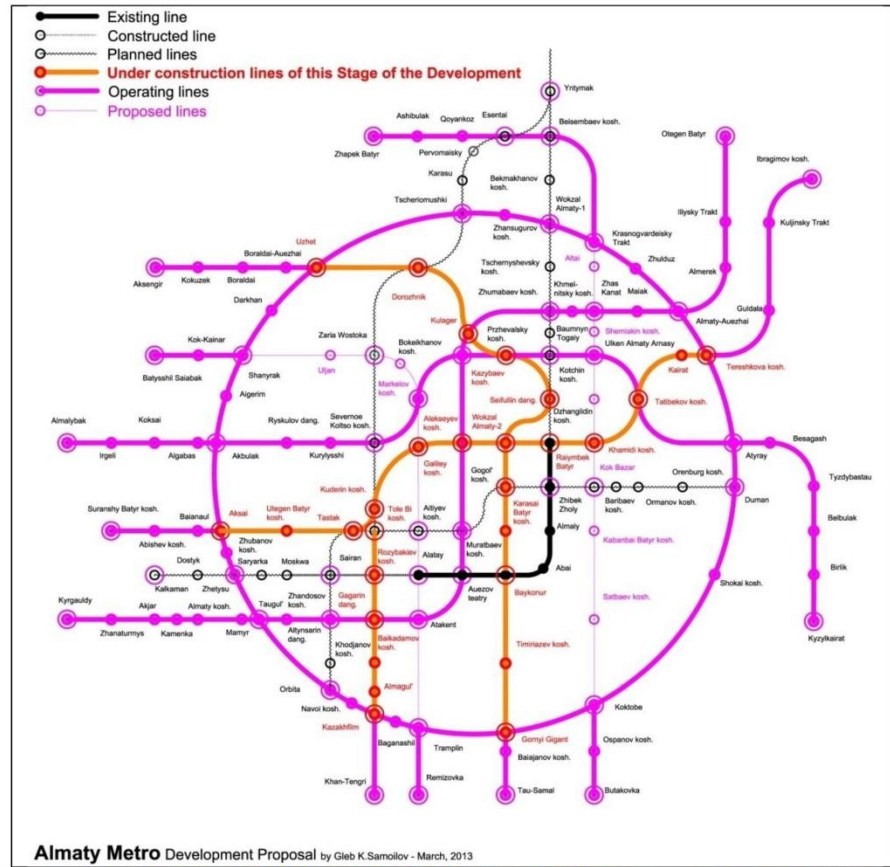 Existing line
Constructed line
Planned lines
Under construction lines of this Stage of the Development
Operating lines
Proposed lines
Yntymak
Ashibulak
Qoyankoz
Esentai
Beisembaev kosh.
Otegen Batyr
Ibragimov kosh.
Zhapek Batyr
Pervomaisky
Karasu
Bekmakhanov
kosh.
Tscheriomushki
Wokzal
Almaty-1
Iliysky Trakt
Kuljinsky Trakt
Zhansugurov
kosh.
Krasnogvardeisky
Trakt
Uzhet
Boraldai-Auezhai
Boraldai
Kokuzek
Aksengir
Tschernyshevsky
kosh.
Altai
Zhulduz
Almerek
Dorozhnik
Zhumabaev kosh.
Khmel-
nitsky kosh.
Zhas
Kanat
Maiak
Darkhan
Guldala
Almaty-Auezhai
Kulager
Przhevalsky
kosh.
Baumnyn
Togaiy
Shemiakin kosh.
Ulken Almaty Arnasy
Kok-Kainar
Zaria Wostoka
Bokeikhanov
kosh.
Batysshil Saiabak
Shanyrak
Uljan
Markelov
kosh.
Kazybaev
kosh.
Kotchin kosh.
Kairat
Tereshkova kosh.
Aigerim
Seifullin dang.
Tatibekov kosh.
Almalybak
Koksai
Ryskulov dang.
Severnoe
Koltso kosh.
Alekseyev
kosh.
Wokzal
Almaty-2
Dzhangildin
kosh.
Irgeli
Algabas
Akbulak
Kurylysshi
Galiley
kosh.
Raiymbek
Batyr
Khamidi kosh.
Atyray
Besagash
Kok Bazar
Orenburg kosh.
Gogol'
kosh.
Tyzdybastau
Kuderin kosh.
Suranshy Batyr kosh.
Baianaul
Aksai
Utegen Batyr
kosh.
Tastak
Tole Bi
kosh.
Aitiyev
kosh.
Karasai
Batyr kosh.
Zhibek
Zholy
Baribaev
kosh.
Ormanov kosh.
Duman
Belbulak
Abishev kosh.
Zhubanov
kosh.
Sairan
Rozybakiev
kosh.
Alatay
Muratbaev
kosh.
Almaly
Kabanbai Batyr kosh.
Dostyk
Saryarka
Moskwa
Birlik
Kalkaman
Zhetysu
Zhandosov
kosh.
Gagarin
dang.
Auezov
teatry
Baykonur
Abai
Satbaev kosh.
Shokai kosh.
Kyrgauldy
Akjar
Almaty kosh.
Taugul'
Zhanaturmys
Kamenka
Mamyr
Altynsarin
dang.
Baikadamov
kosh.
Atakent
Kyzylkairat
Khodjanov
kosh.
Timiriazev kosh.
Orbita
Almagul'
Navoi kosh.
Kazakhfilm
Koktobe
Baganashil
Tramplin
Gornyi Gigant
Ospanov kosh.
Baiajanov kosh.
Khan-Tengri
Remizovka
Tau-Samal
Butakovka
Almaty Metro Development Proposal by Gleb K.Samoilov - March, 2013